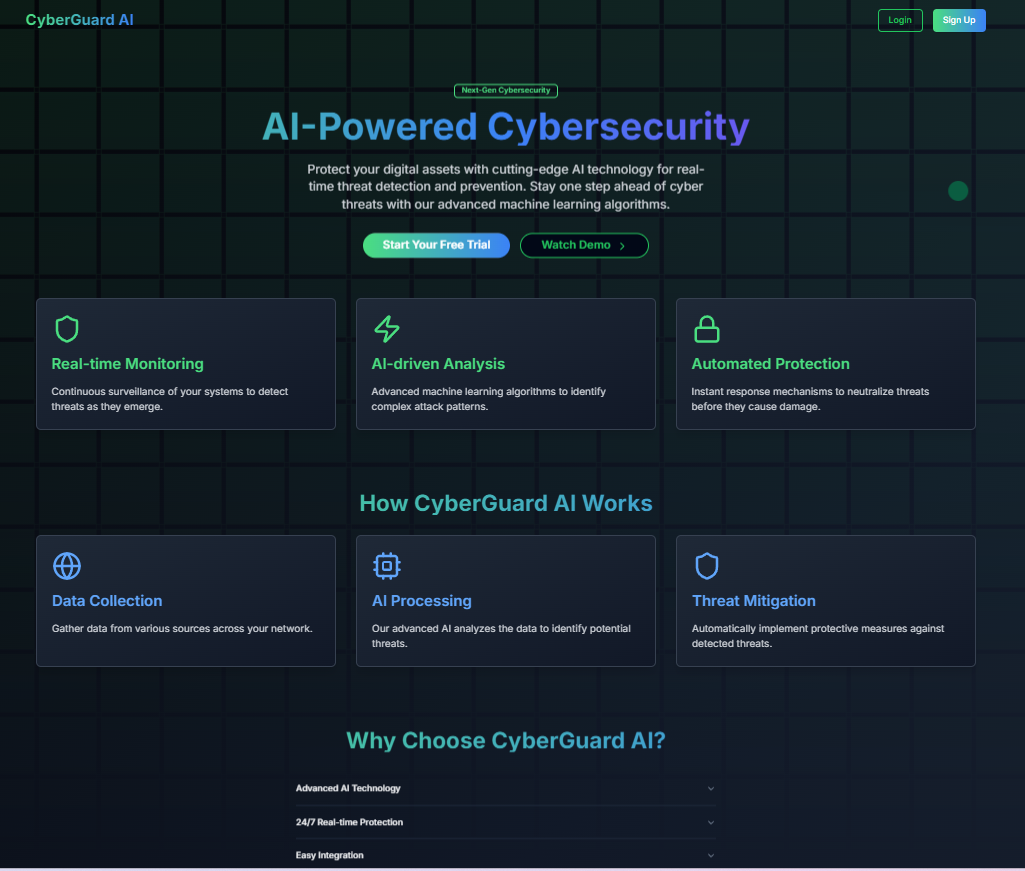 CyberGuard AI
Login
Sign Up
Next-Gen Cybersecurity
AI-Powered Cybersecurity
Protect your digital assets with cutting-edge AI technology for real-
time threat detection and prevention. Stay one step ahead of cyber
threats with our advanced machine learning algorithms.
Start Your Free Trial
Watch Demo
Real-time Monitoring
Continuous surveillance of your systems to detect
threats as they emerge.
AI-driven Analysis
Advanced machine learning algorithms to identify
complex attack patterns.
Automated Protection
Instant response mechanisms to neutralize threats
before they cause damage.
How CyberGuard AI Works
Data Collection
Gather data from various sources across your network.
AI Processing
Our advanced AI analyzes the data to identify potential
threats.
Threat Mitigation
Automatically implement protective measures against
detected threats.
Why Choose CyberGuard AI?
Advanced AI Technology
24/7 Real-time Protection
Easy Integration